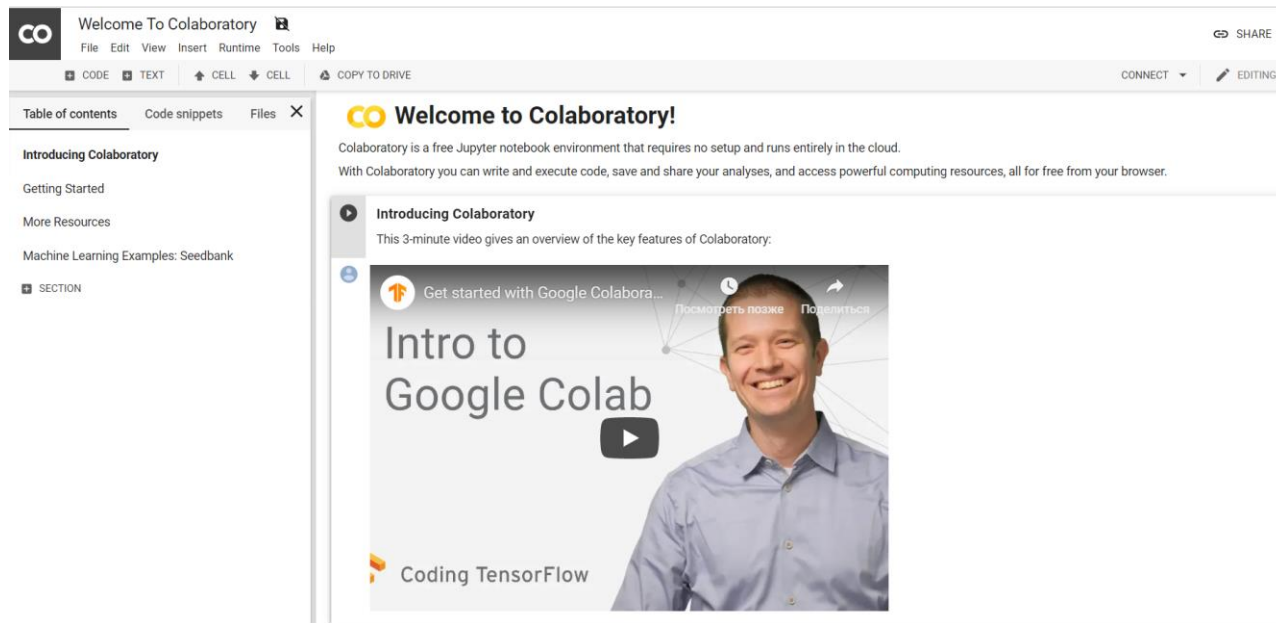 CO
Welcome To Colaboratory
File Edit View Insert Runtime Tools Help
SHARE
CODE TEXT CELL CELL COPY TO DRIVE
CONNECT
EDITING
Table of contents Code snippets Files
Introducing Colaboratory
Getting Started
More Resources
Machine Learning Examples: Seedbank
SECTION
CO Welcome to Colaboratory!
Colaboratory is a free Jupyter notebook environment that requires no setup and runs entirely in the cloud.
With Colaboratory you can write and execute code, save and share your analyses, and access powerful computing resources, all for free from your browser.
Introducing Colaboratory
This 3-minute video gives an overview of the key features of Colaboratory:
Get started with Google Colabora...
Посмотреть позже Поделиться
Intro to
Google Colab
Coding TensorFlow